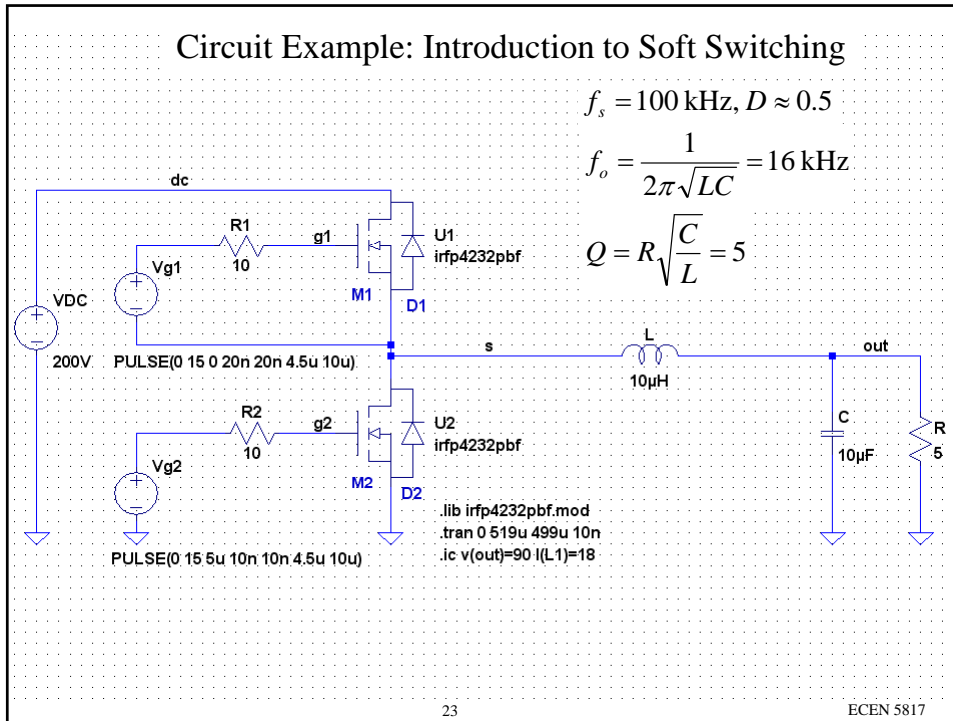 Circuit Example: Introduction to Soft Switching
f_s = 100 kHz, D ≈ 0.5
f_o = 1 / (2π√(LC)) = 16 kHz
Q = R√(C/L) = 5
dc
R1
10
g1
U1
irfp4232pbf
Vg1
M1
D1
VDC
200V
PULSE(0 15 0 20n 20n 4.5u 10u)
s
L
10µH
out
R2
10
g2
U2
irfp4232pbf
C
10µF
R
5
Vg2
M2
D2
.lib irfp4232pbf.mod
.tran 0 519u 499u 10n
.ic v(out)=90 I(L1)=18
PULSE(0 15 5u 10n 10n 4.5u 10u)
23
ECEN 5817